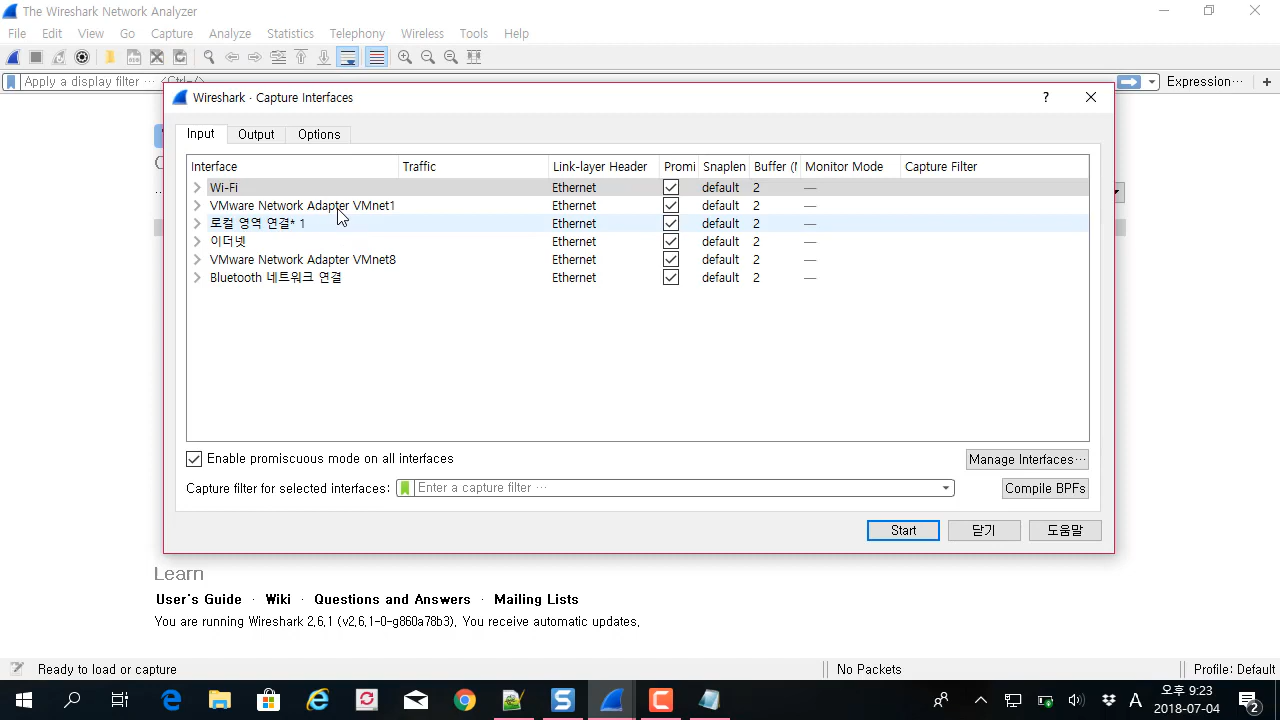 The Wireshark Network Analyzer
File Edit View Go Capture Analyze Statistics Telephony Wireless Tools Help
Apply a display filter ··· <Ctrl-/> Expression··· +
Wireshark · Capture Interfaces ?
Input Output Options
Interface Traffic Link-layer Header Promi Snaplen Buffer (I Monitor Mode Capture Filter
Wi-Fi Ethernet default 2 —
VMware Network Adapter VMnet1 Ethernet default 2 —
로컬 영역 연결* 1 Ethernet default 2 —
이더넷 Ethernet default 2 —
VMware Network Adapter VMnet8 Ethernet default 2 —
Bluetooth 네트워크 연결 Ethernet default 2 —
Enable promiscuous mode on all interfaces Manage Interfaces···
Capture filter for selected interfaces: Enter a capture filter ··· Compile BPFs
Start 닫기 도움말
Learn
User's Guide · Wiki · Questions and Answers · Mailing Lists
You are running Wireshark 2.6.1 (v2.6.1-0-g860a78b3). You receive automatic updates.
Ready to load or capture No Packets Profile: Default
A 오후 9:23
2018-07-04 2